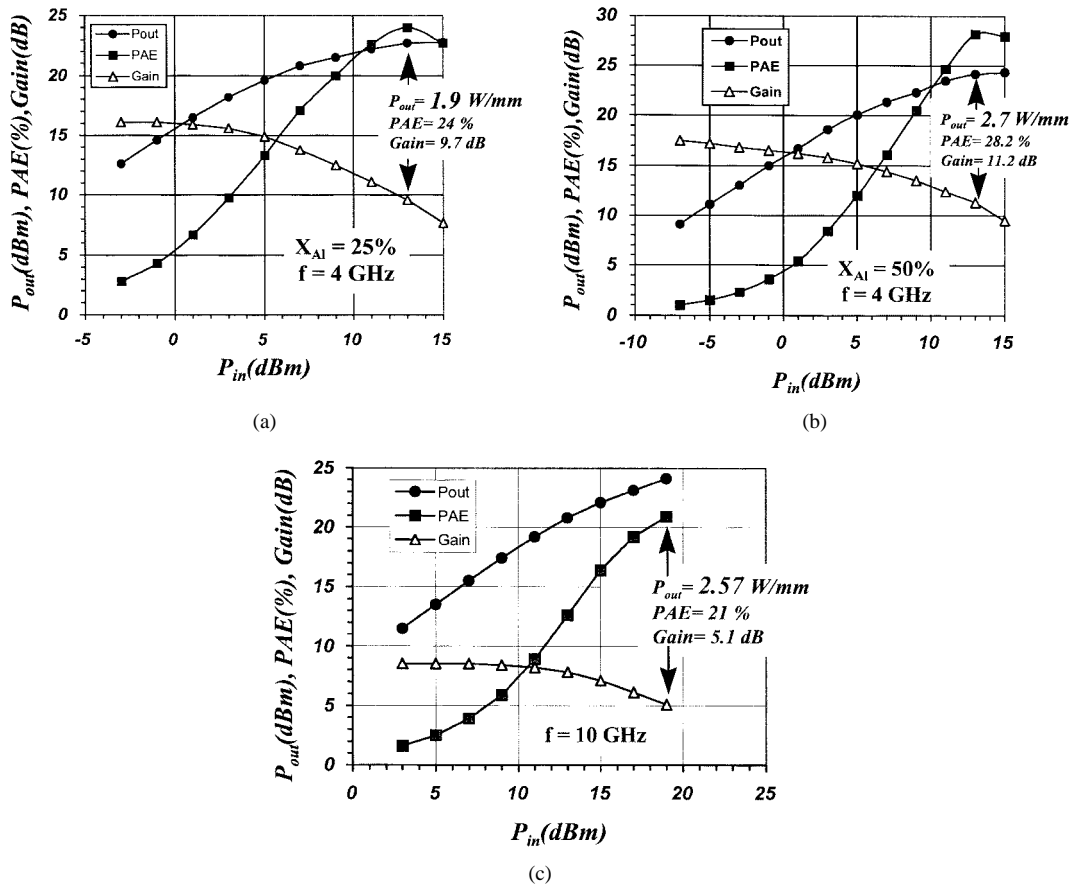 25
20
15
10
5
0
-5 0 5 10 15
P_out(dBm), PAE(%),Gain(dB)
P_in(dBm)
Pout
PAE
Gain
P_out= 1.9 W/mm
PAE= 24 %
Gain= 9.7 dB
X_Al = 25%
f = 4 GHz
(a)
30
25
20
15
10
5
0
-10 -5 0 5 10 15
P_out(dBm), PAE(%),Gain(dB)
P_in(dBm)
Pout
PAE
Gain
P_out= 2.7 W/mm
PAE= 28.2 %
Gain= 11.2 dB
X_Al = 50%
f = 4 GHz
(b)
25
20
15
10
5
0
0 5 10 15 20 25
P_out(dBm), PAE(%), Gain(dB)
P_in(dBm)
Pout
PAE
Gain
P_out= 2.57 W/mm
PAE= 21 %
Gain= 5.1 dB
f = 10 GHz
(c)